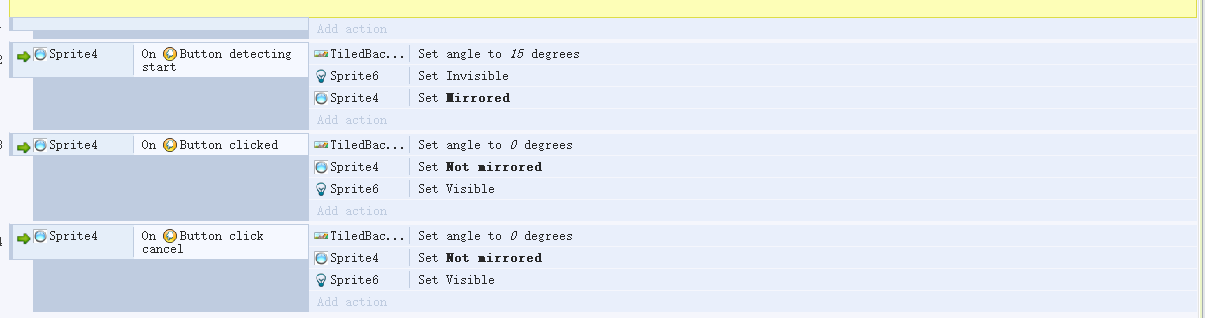 Add action
2
Sprite4 On Button detecting start
TiledBac... Set angle to 15 degrees
Sprite6 Set Invisible
Sprite4 Set Mirrored
Add action
3
Sprite4 On Button clicked
TiledBac... Set angle to 0 degrees
Sprite4 Set Not mirrored
Sprite6 Set Visible
Add action
4
Sprite4 On Button click cancel
TiledBac... Set angle to 0 degrees
Sprite4 Set Not mirrored
Sprite6 Set Visible
Add action